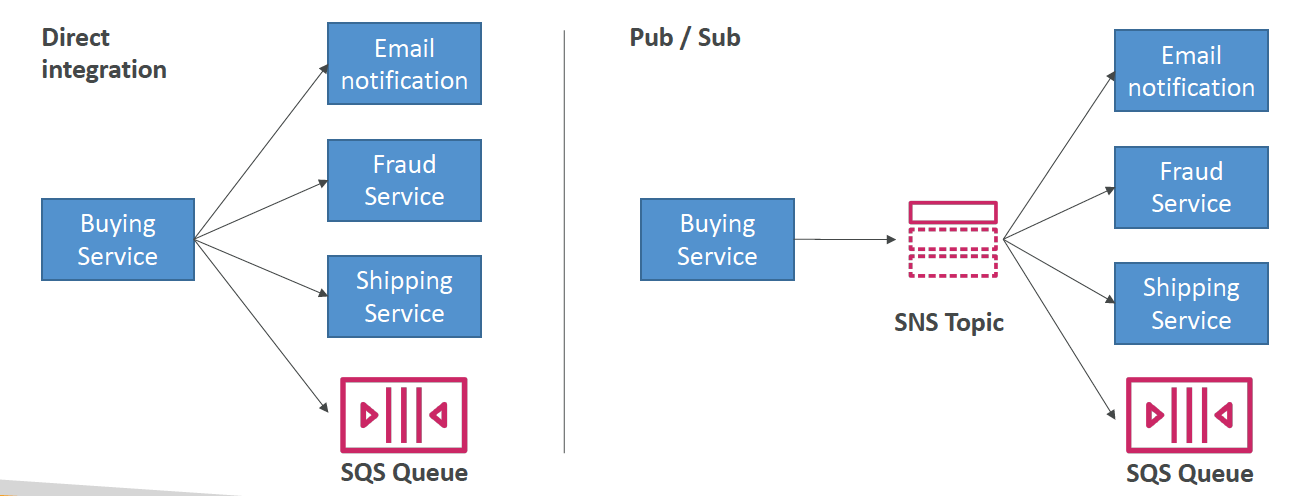 Direct
integration
Email
notification
Fraud
Service
Buying
Service
Shipping
Service
SQS Queue
Pub / Sub
Buying
Service
SNS Topic
Email
notification
Fraud
Service
Shipping
Service
SQS Queue